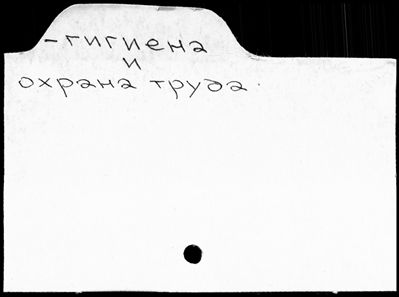 - гигиена
и
охрана труда.